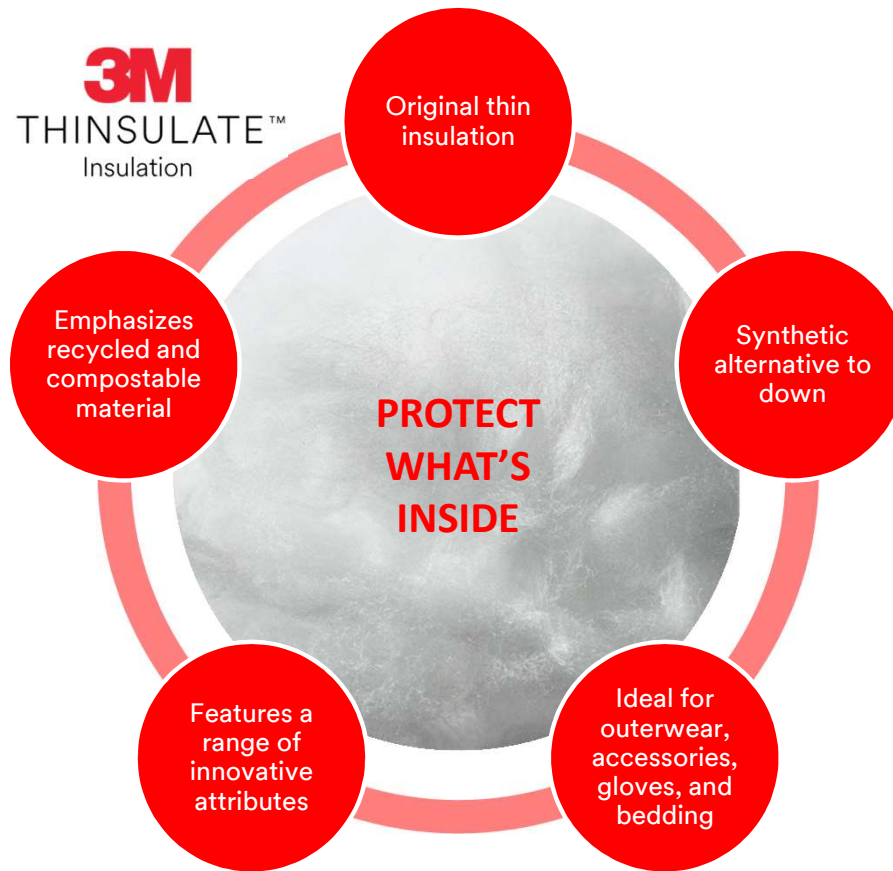 3M
THINSULATE™
Insulation
Original thin
insulation
Synthetic
alternative to
down
Ideal for
outerwear,
accessories,
gloves, and
bedding
Features a
range of
innovative
attributes
Emphasizes
recycled and
compostable
material
PROTECT
WHAT'S
INSIDE